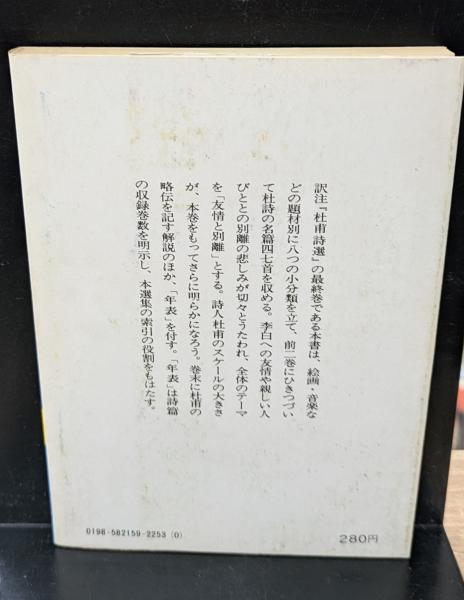 訳注『杜甫詩選』の最終巻である本書は、絵画・音楽な
どの題材別に八つの小分類を立て、前二巻にひきつづい
て杜詩の名篇四七首を収める。李白への友情や親しい人
びととの別離の悲しみが切々とうたわれ、全体のテーマ
を「友情と別離」とする。詩人杜甫のスケールの大きさ
が、本巻をもってさらに明らかになろう。巻末に杜甫の
略伝を記す解説のほか、「年表」を付す。「年表」は詩篇
の収録巻数を明示し、本選集の索引の役割をもはたす。
0198-582159-2253 (0)
280円